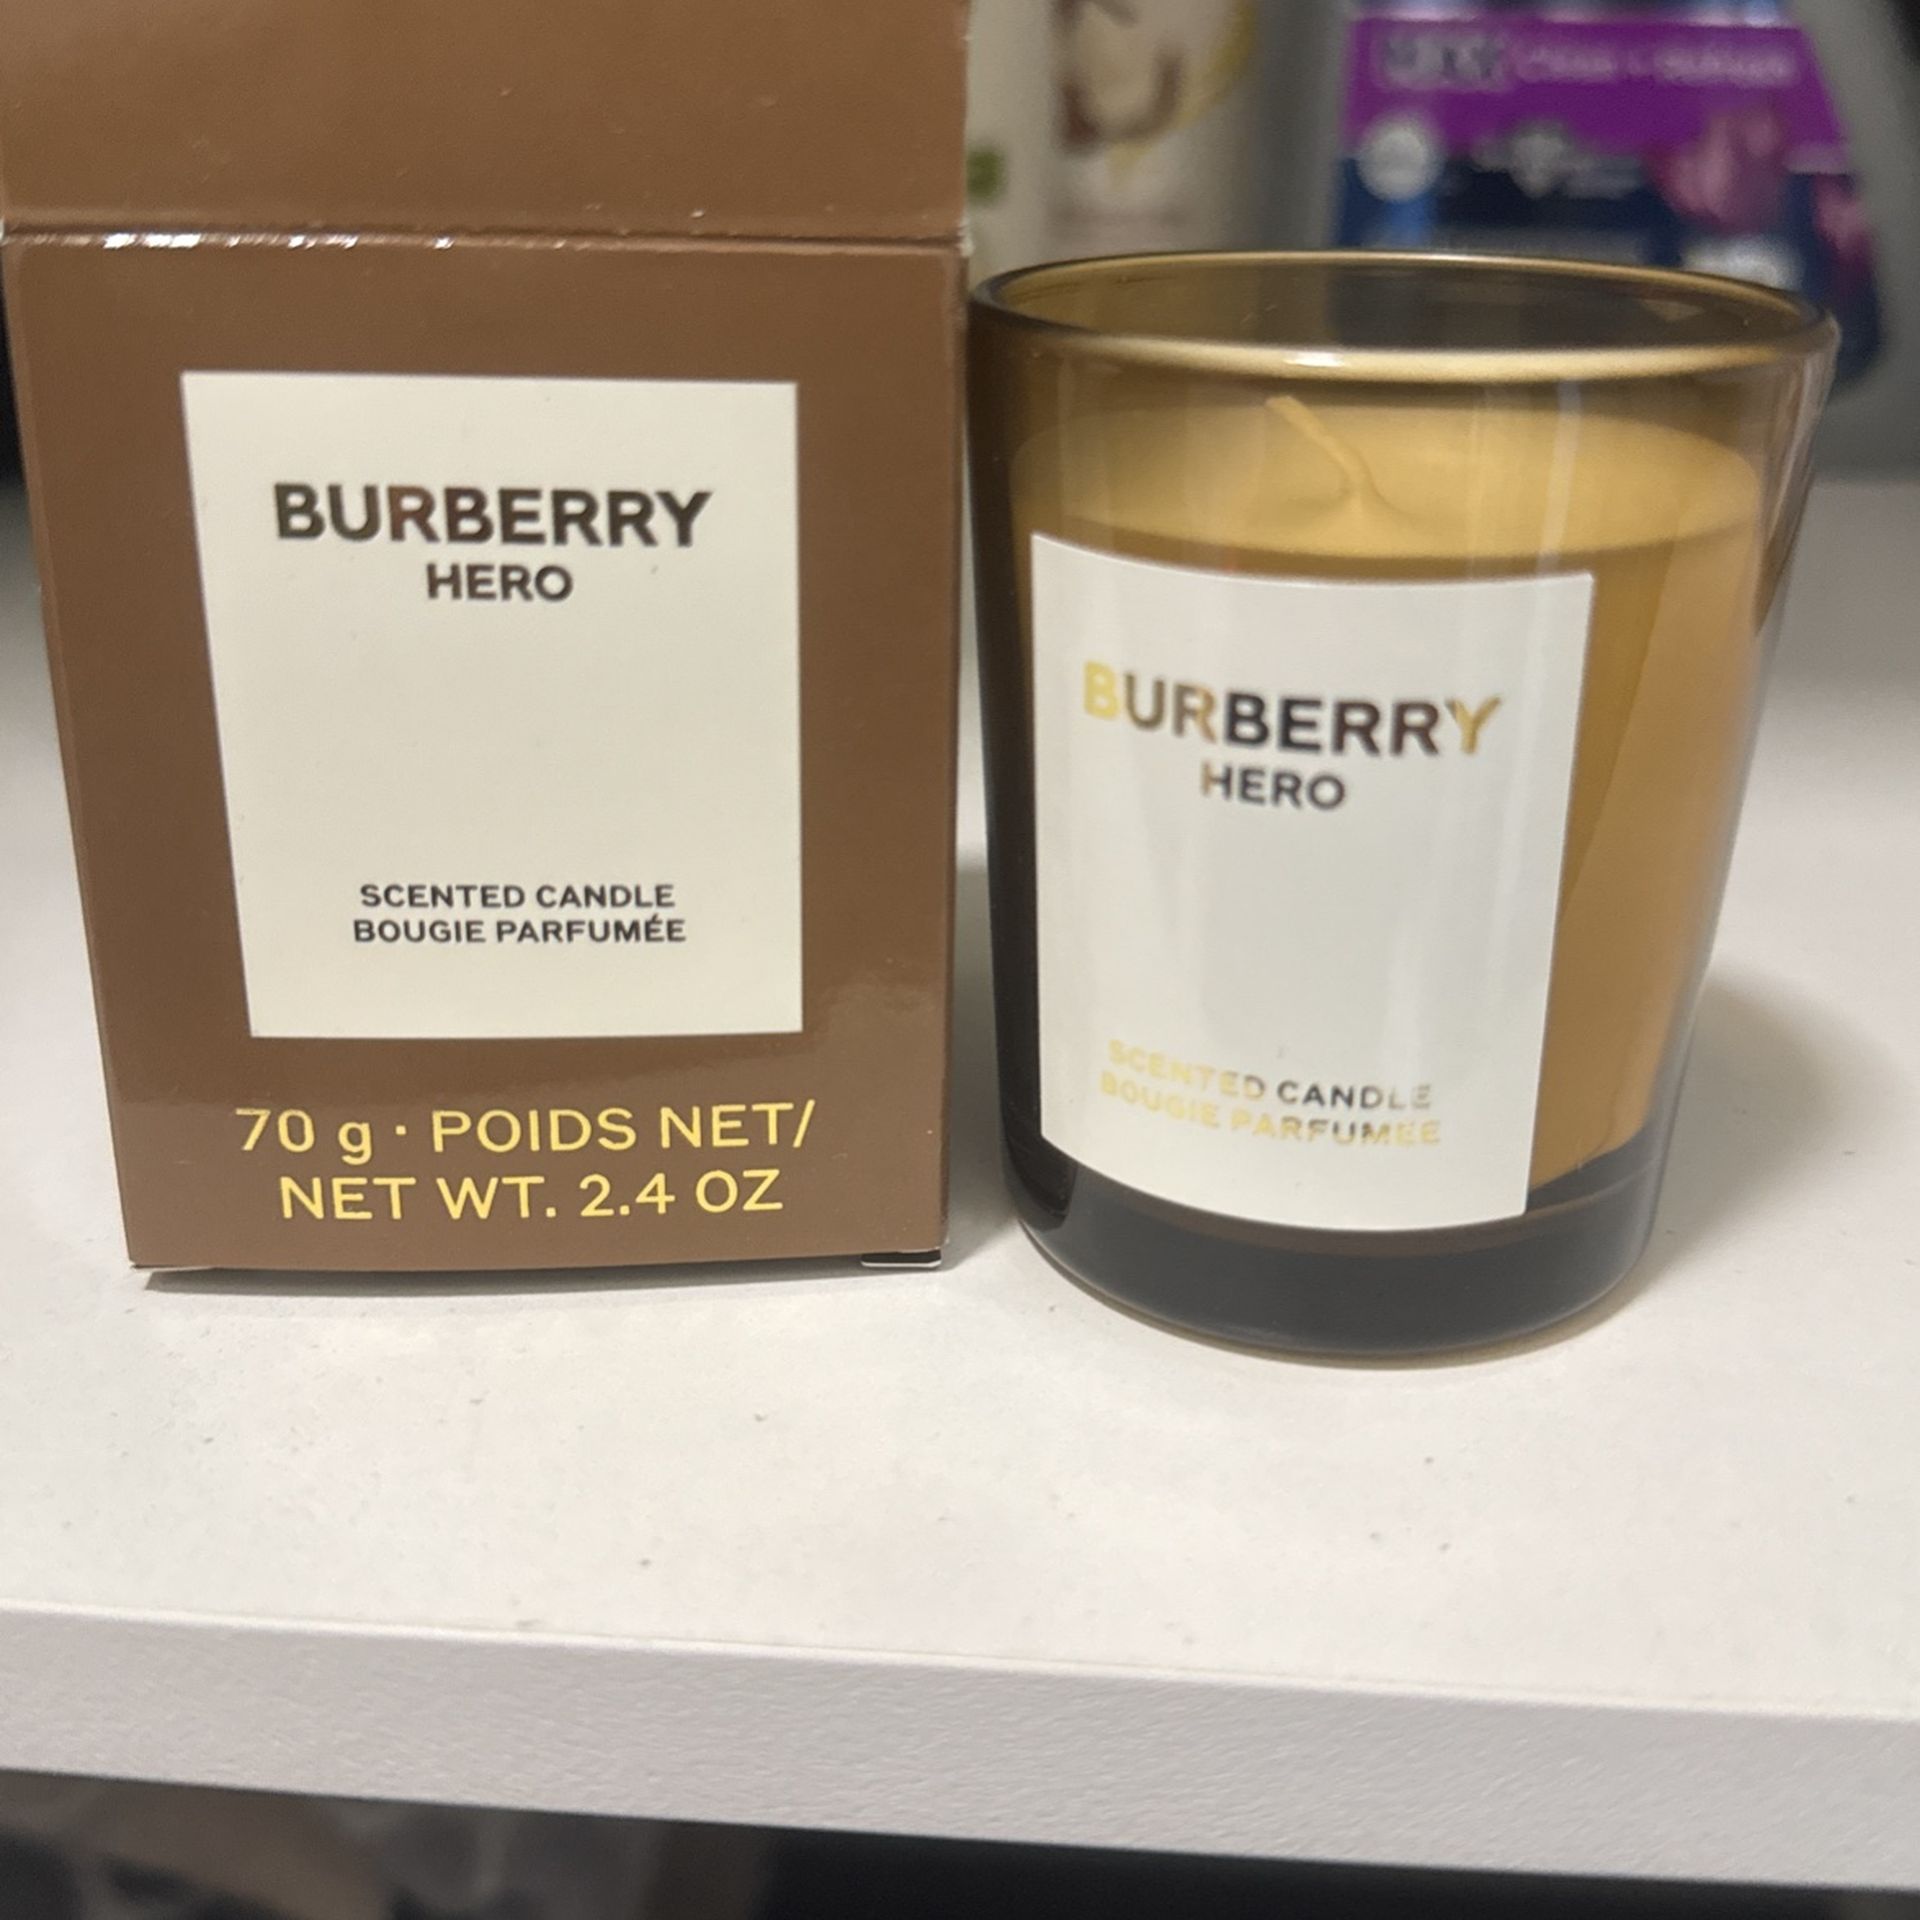 BURBERRY
HERO
SCENTED CANDLE
BOUGIE PARFUMÉE
70 g · POIDS NET/
NET WT. 2.4 OZ
BURBERRY
HERO
SCENTED CANDLE
BOUGIE PARFUMÉE